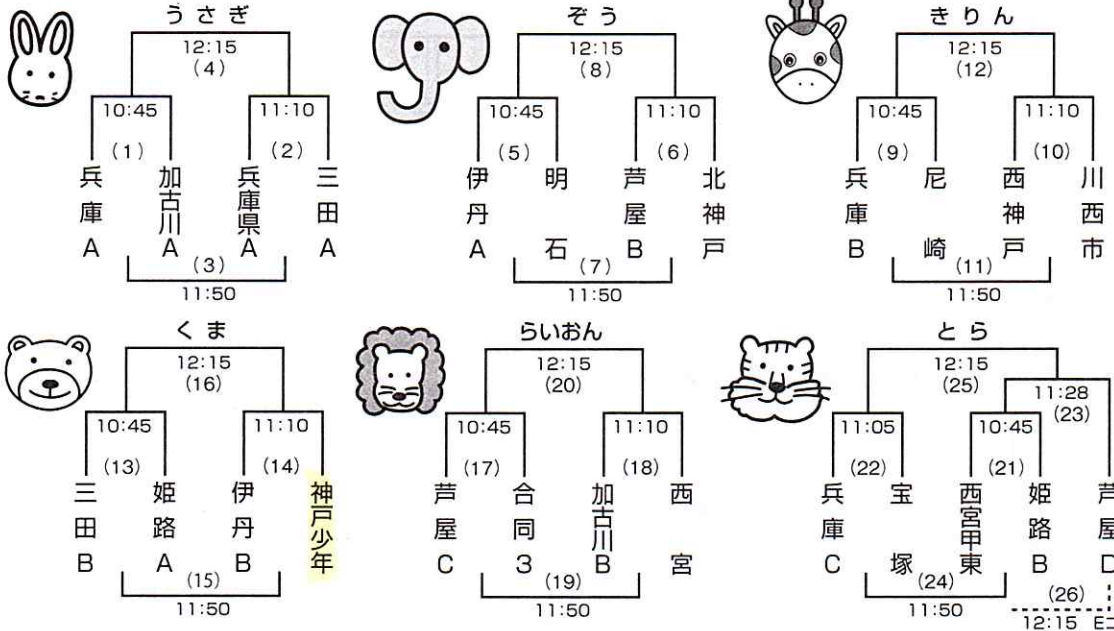 うさぎ
12:15
(4)
10:45
11:10
(1)
(2)
兵庫A
加古川A
兵庫県A
三田A
(3)
11:50
ぞう
12:15
(8)
10:45
11:10
(5)
(6)
伊丹A
明石
芦屋B
北神戸
(7)
11:50
きりん
12:15
(12)
10:45
11:10
(9)
(10)
兵庫B
尼崎
西神戸
川西市
(11)
11:50
くま
12:15
(16)
10:45
11:10
(13)
(14)
三田B
姫路A
伊丹B
神戸少年
(15)
11:50
らいおん
12:15
(20)
10:45
11:10
(17)
(18)
芦屋C
合同3
加古川B
西宮
(19)
11:50
とら
12:15
(25)
11:28
(23)
11:05
10:45
(22)
(21)
兵庫C
宝塚
西宮甲東
姫路B
芦屋D
(24)
11:50
(26)
12:15 E